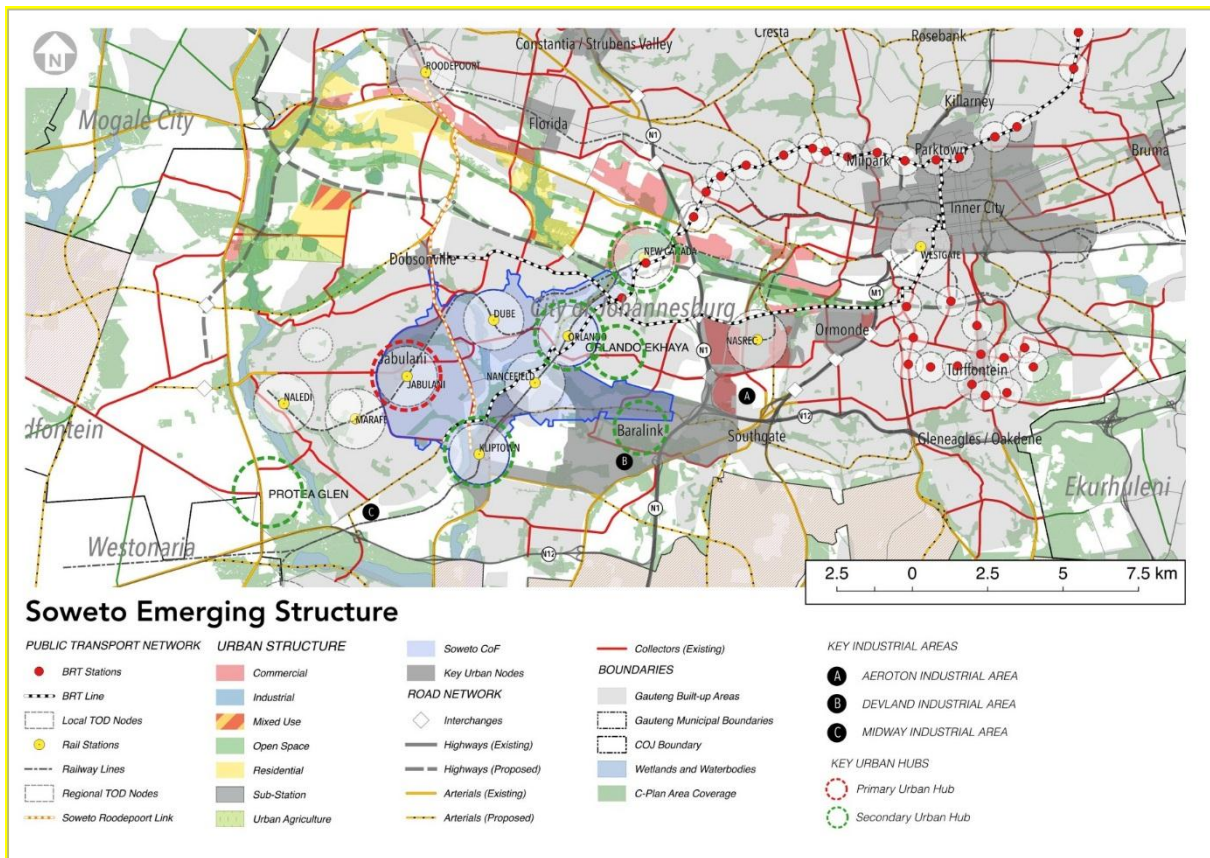 N
Constantia / Strubens Valley
Cresta
Rosebank
ROODEPOORT
Mogale City
Killarney
Florida
N1
Parktown
Milpark
Bruma
Inner City
NEW CANADA
WESTGATE
Dobsonville
M1
City of Johannesburg
DUBE
ORLANDO
ORLANDO EKHAYA
Ormonde
NASREC
Jabulani
JABULANI
NANCEFIELD
N1
Turffontein
NALEDI
MARAFE
A
dfontein
Baralink
Southgate
N12
Gleneagles / Oakdene
KLIPTOWN
B
PROTEA GLEN
Ekurhuleni
C
N1
Westonaria
N12
2.5 0 2.5 5 7.5 km
Soweto Emerging Structure
PUBLIC TRANSPORT NETWORK
BRT Stations
BRT Line
Local TOD Nodes
Rail Stations
Railway Lines
Regional TOD Nodes
Soweto Roodepoort Link
URBAN STRUCTURE
Commercial
Industrial
Mixed Use
Open Space
Residential
Sub-Station
Urban Agriculture
Soweto CoF
Key Urban Nodes
ROAD NETWORK
Interchanges
Highways (Existing)
Highways (Proposed)
Arterials (Existing)
Arterials (Proposed)
Collectors (Existing)
BOUNDARIES
Gauteng Built-up Areas
Gauteng Municipal Boundaries
COJ Boundary
Wetlands and Waterbodies
C-Plan Area Coverage
KEY INDUSTRIAL AREAS
A AEROTON INDUSTRIAL AREA
B DEVLAND INDUSTRIAL AREA
C MIDWAY INDUSTRIAL AREA
KEY URBAN HUBS
Primary Urban Hub
Secondary Urban Hub